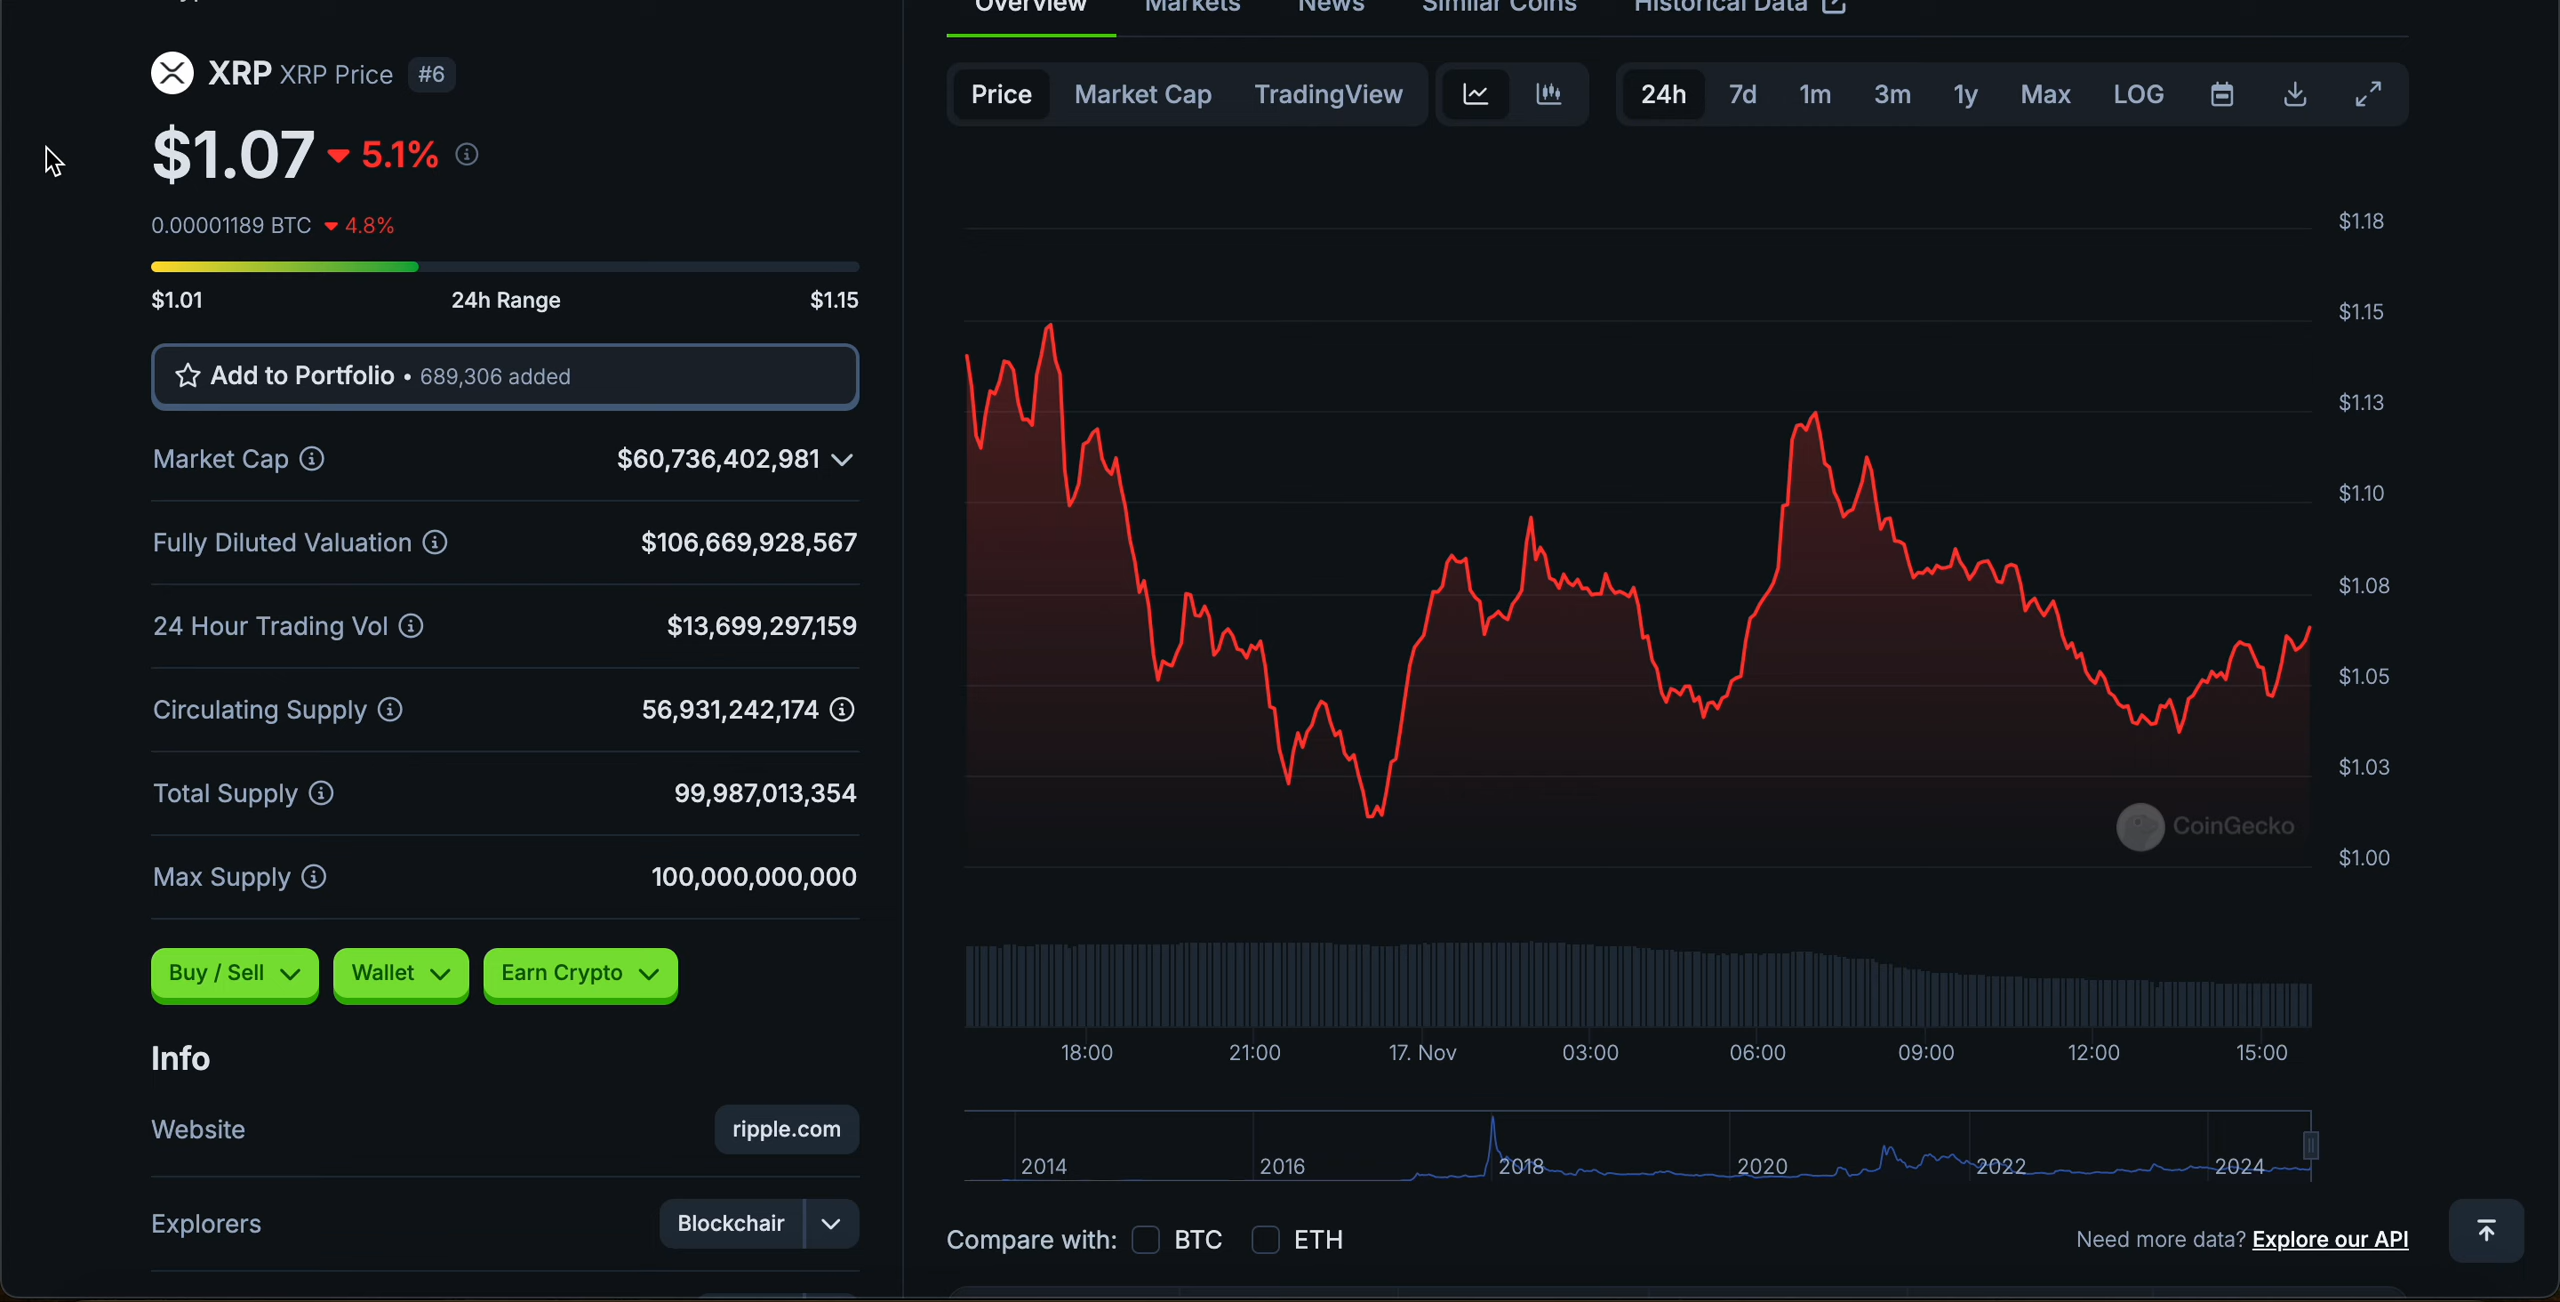 Overview Markets News Similar Coins Historical Data
XRP XRP Price #6
$1.07 5.1%
0.00001189 BTC 4.8%
$1.01 24h Range $1.15
Add to Portfolio • 689,306 added
Market Cap $60,736,402,981
Fully Diluted Valuation $106,669,928,567
24 Hour Trading Vol $13,699,297,159
Circulating Supply 56,931,242,174
Total Supply 99,987,013,354
Max Supply 100,000,000,000
Buy / Sell Wallet Earn Crypto
Info
Website ripple.com
Explorers Blockchair
Price Market Cap TradingView 24h 7d 1m 3m 1y Max LOG
$1.18
$1.15
$1.13
$1.10
$1.08
$1.05
$1.03
CoinGecko
$1.00
18:00 21:00 17. Nov 03:00 06:00 09:00 12:00 15:00
2014 2016 2018 2020 2022 2024
Compare with: BTC ETH
Need more data? Explore our API